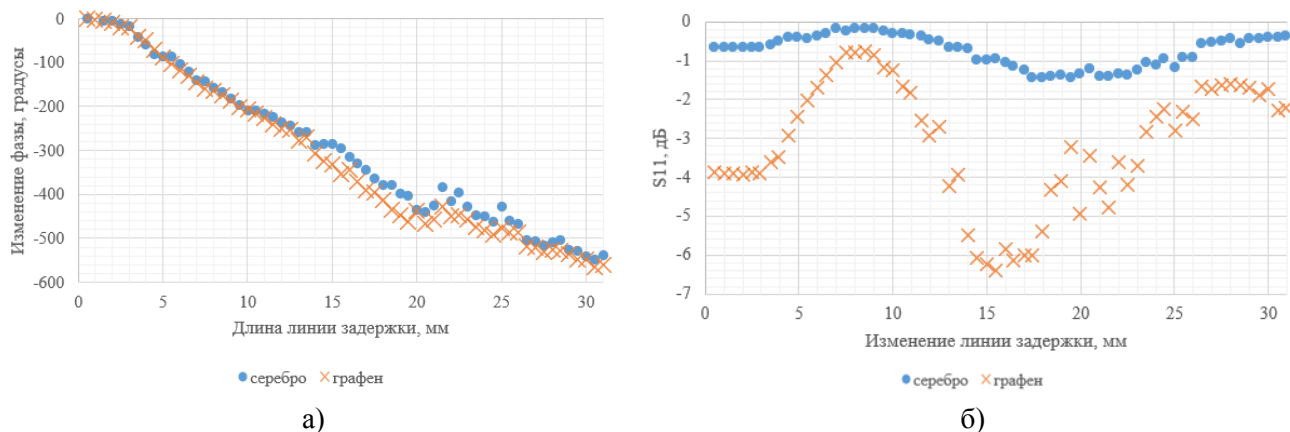 0
-100
-200
-300
-400
-500
-600
Изменение фазы, градусы
0 5 10 15 20 25 30
Длина линии задержки, мм
серебро графен
а)
0
-1
-2
-3
-4
-5
-6
-7
S11, дБ
0 5 10 15 20 25 30
Изменение линии задержки, мм
серебро графен
б)